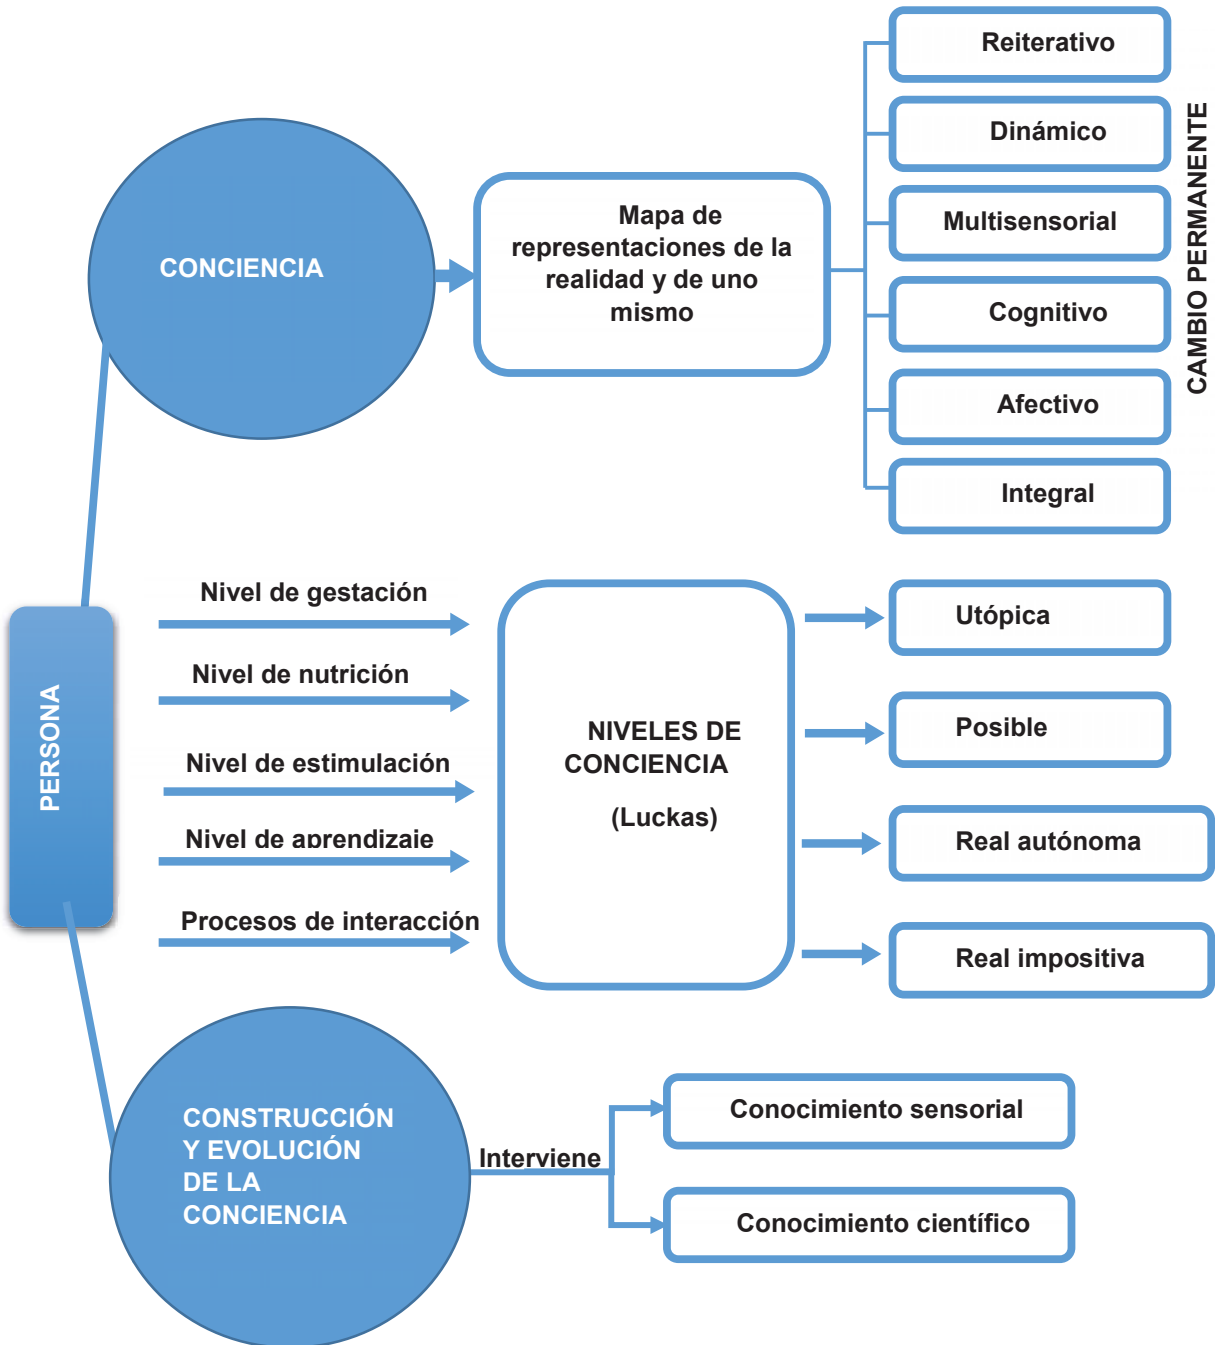 Reiterativo
Dinámico
Multisensorial
Cognitivo
Afectivo
Integral
CAMBIO PERMANENTE
CONCIENCIA
Mapa de
representaciones de la
realidad y de uno
mismo
PERSONA
Nivel de gestación
Nivel de nutrición
Nivel de estimulación
Nivel de aprendizaje
Procesos de interacción
NIVELES DE
CONCIENCIA
(Luckas)
Utópica
Posible
Real autónoma
Real impositiva
CONSTRUCCIÓN
Y EVOLUCIÓN
DE LA
CONCIENCIA
Interviene
Conocimiento sensorial
Conocimiento científico